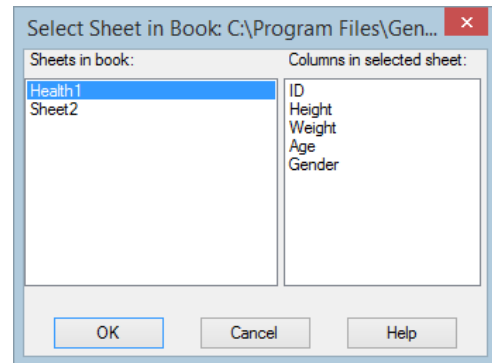 Select Sheet in Book: C:\Program Files\Gen...
Sheets in book:
Health1
Sheet2
Columns in selected sheet:
ID
Height
Weight
Age
Gender
OK
Cancel
Help